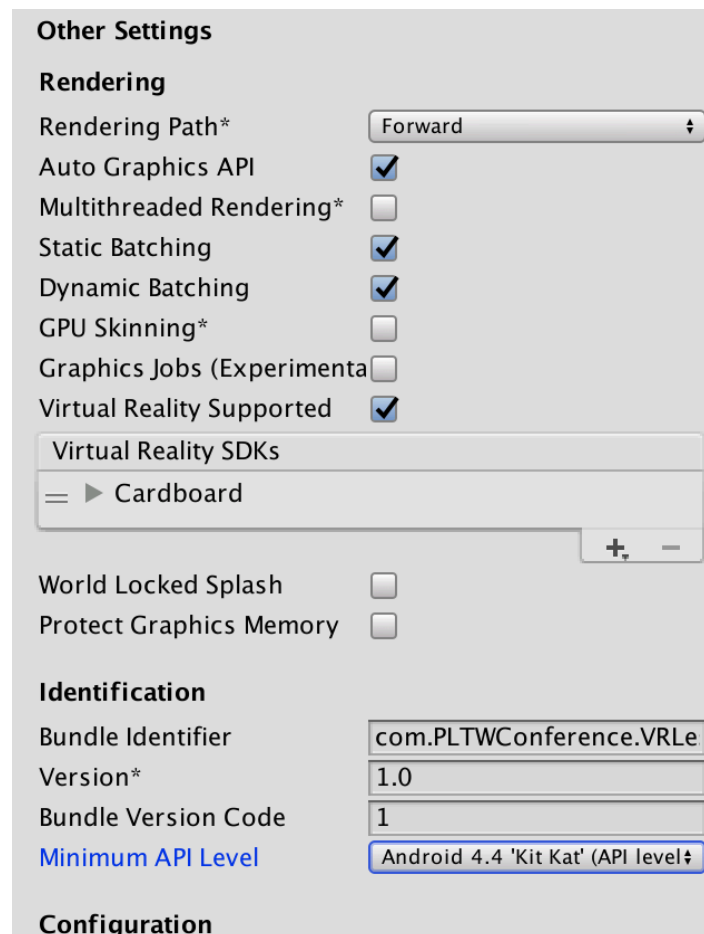 Other Settings
Rendering
Rendering Path* Forward
Auto Graphics API
Multithreaded Rendering*
Static Batching
Dynamic Batching
GPU Skinning*
Graphics Jobs (Experimenta
Virtual Reality Supported
Virtual Reality SDKs
Cardboard
World Locked Splash
Protect Graphics Memory
Identification
Bundle Identifier com.PLTWConference.VRLe
Version* 1.0
Bundle Version Code 1
Minimum API Level Android 4.4 'Kit Kat' (API level
Configuration